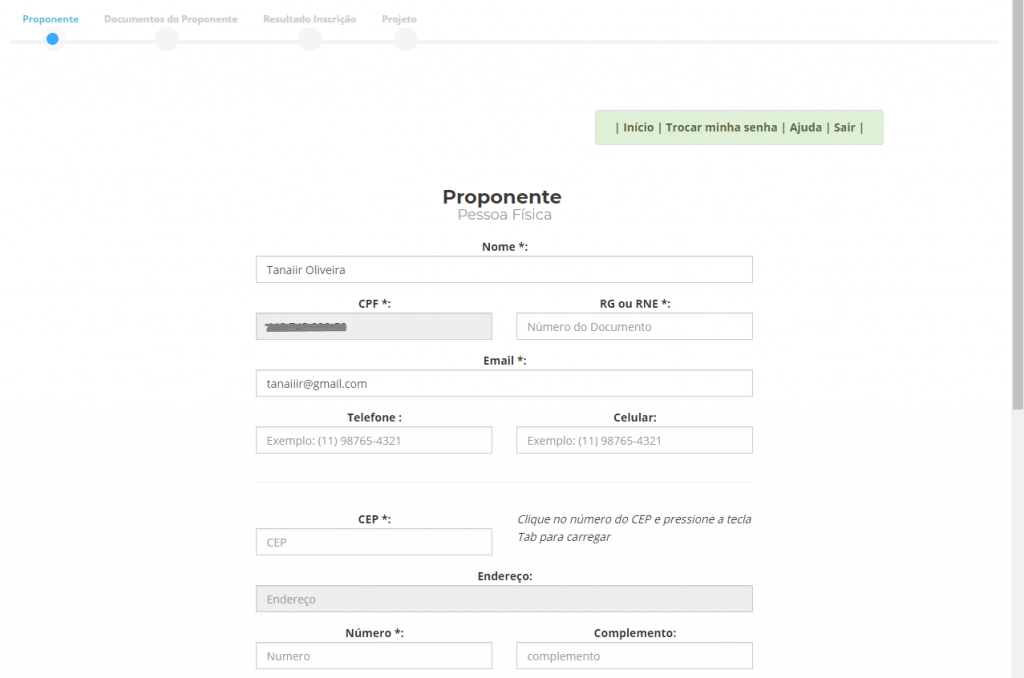 Proponente Documentos do Proponente Resultado Inscrição Projeto
| Início | Trocar minha senha | Ajuda | Sair |
Proponente
Pessoa Física
Nome *:
Tanaiir Oliveira
CPF *: RG ou RNE *:
Número do Documento
Email *:
tanaiiir@gmail.com
Telefone : Celular:
Exemplo: (11) 98765-4321 Exemplo: (11) 98765-4321
CEP *: Clique no número do CEP e pressione a tecla
CEP Tab para carregar
Endereço:
Endereço
Número *: Complemento:
Numero complemento